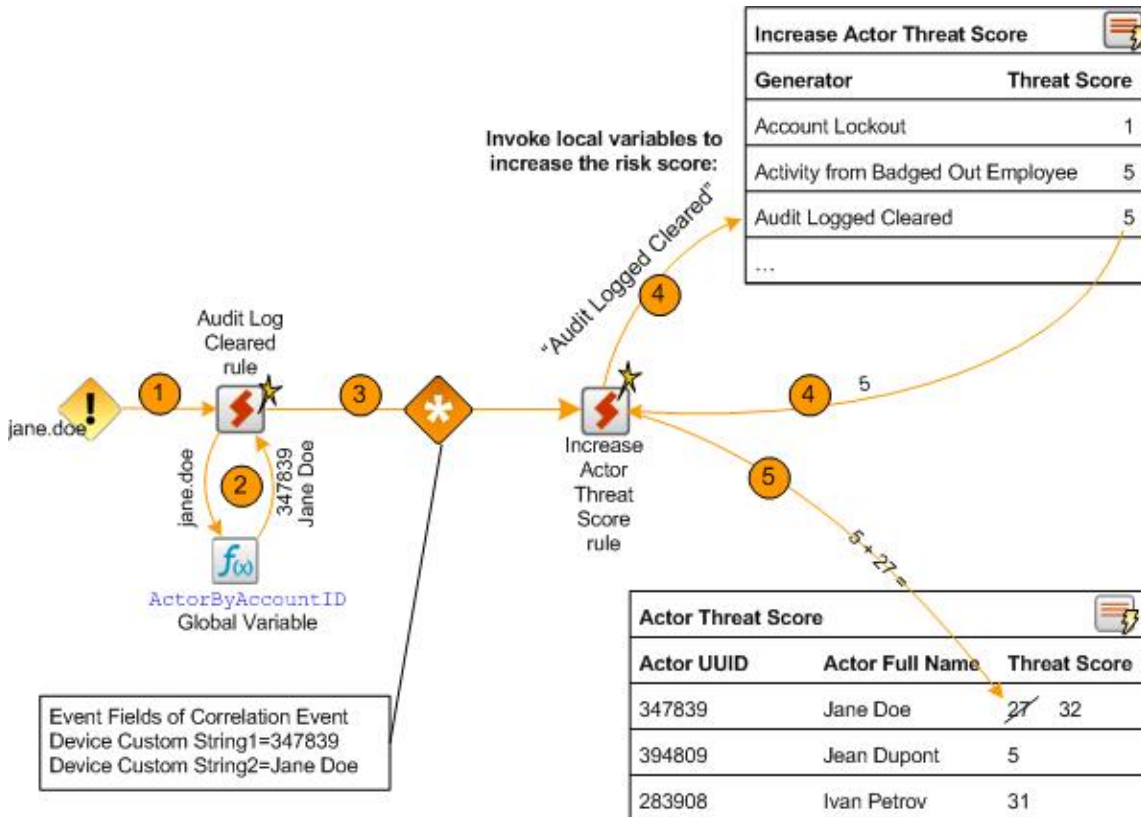 Increase Actor Threat Score
Generator Threat Score
Account Lockout 1
Activity from Badged Out Employee 5
Audit Logged Cleared 5
...
Invoke local variables to
increase the risk score:
“Audit Logged Cleared”
4
4
5
Audit Log
Cleared
rule
1
3
!
*
jane.doe
jane.doe
2
347839
Jane Doe
f(x)
ActorByAccountID
Global Variable
Increase
Actor
Threat
Score
rule
5
5 + 27 =
Event Fields of Correlation Event
Device Custom String1=347839
Device Custom String2=Jane Doe
Actor Threat Score
Actor UUID Actor Full Name Threat Score
347839 Jane Doe 27 32
394809 Jean Dupont 5
283908 Ivan Petrov 31